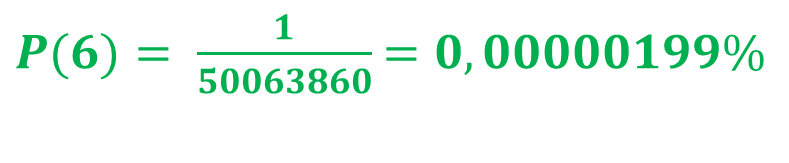 P(6) = 1/50063860 = 0,00000199%